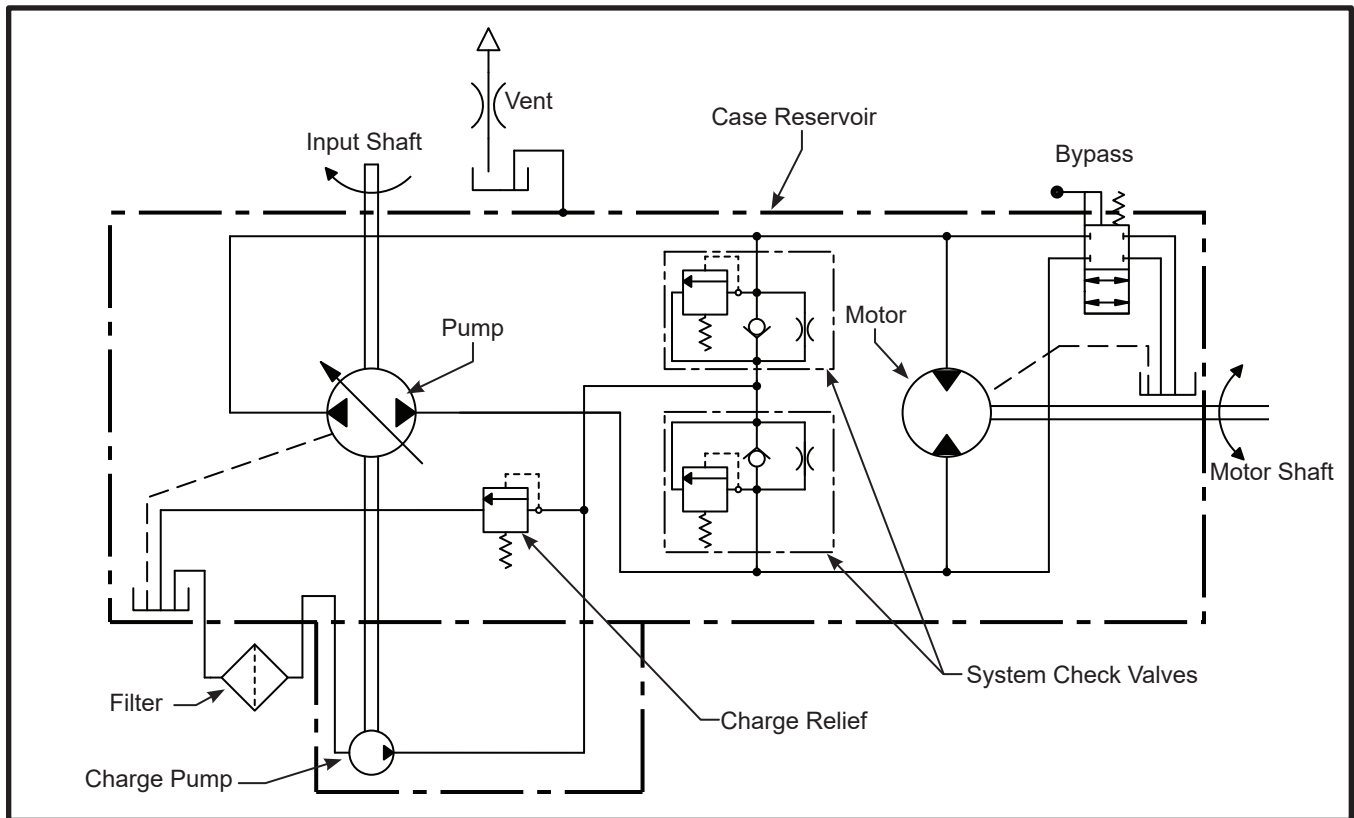 Vent
Case Reservoir
Input Shaft
Bypass
Pump
Motor
Motor Shaft
System Check Valves
Filter
Charge Relief
Charge Pump